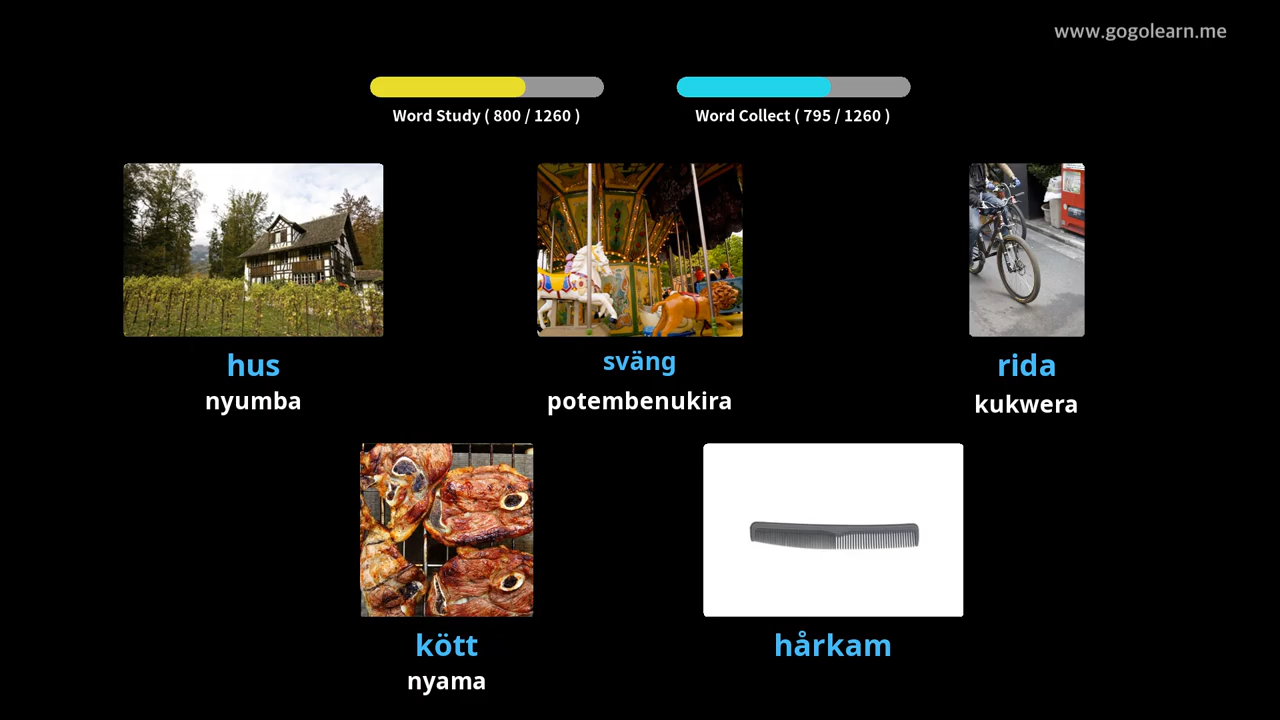 www.gogolearn.me
Word Study ( 800 / 1260 )
Word Collect ( 795 / 1260 )
hus
nyumba
sväng
potembenukira
rida
kukwera
kött
nyama
hårkam